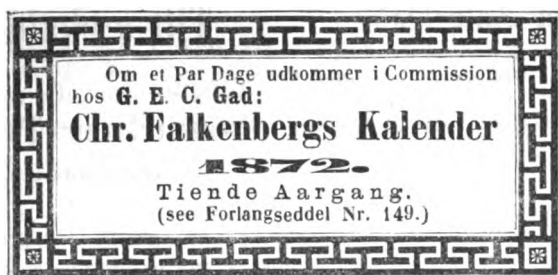 Om et Par Dage udkommer i Commission
hos G. E. C. Gad:
Chr. Falkenbergs Kalender
1872.
Tiende Aargang.
(see Forlangseddel Nr. 149.)